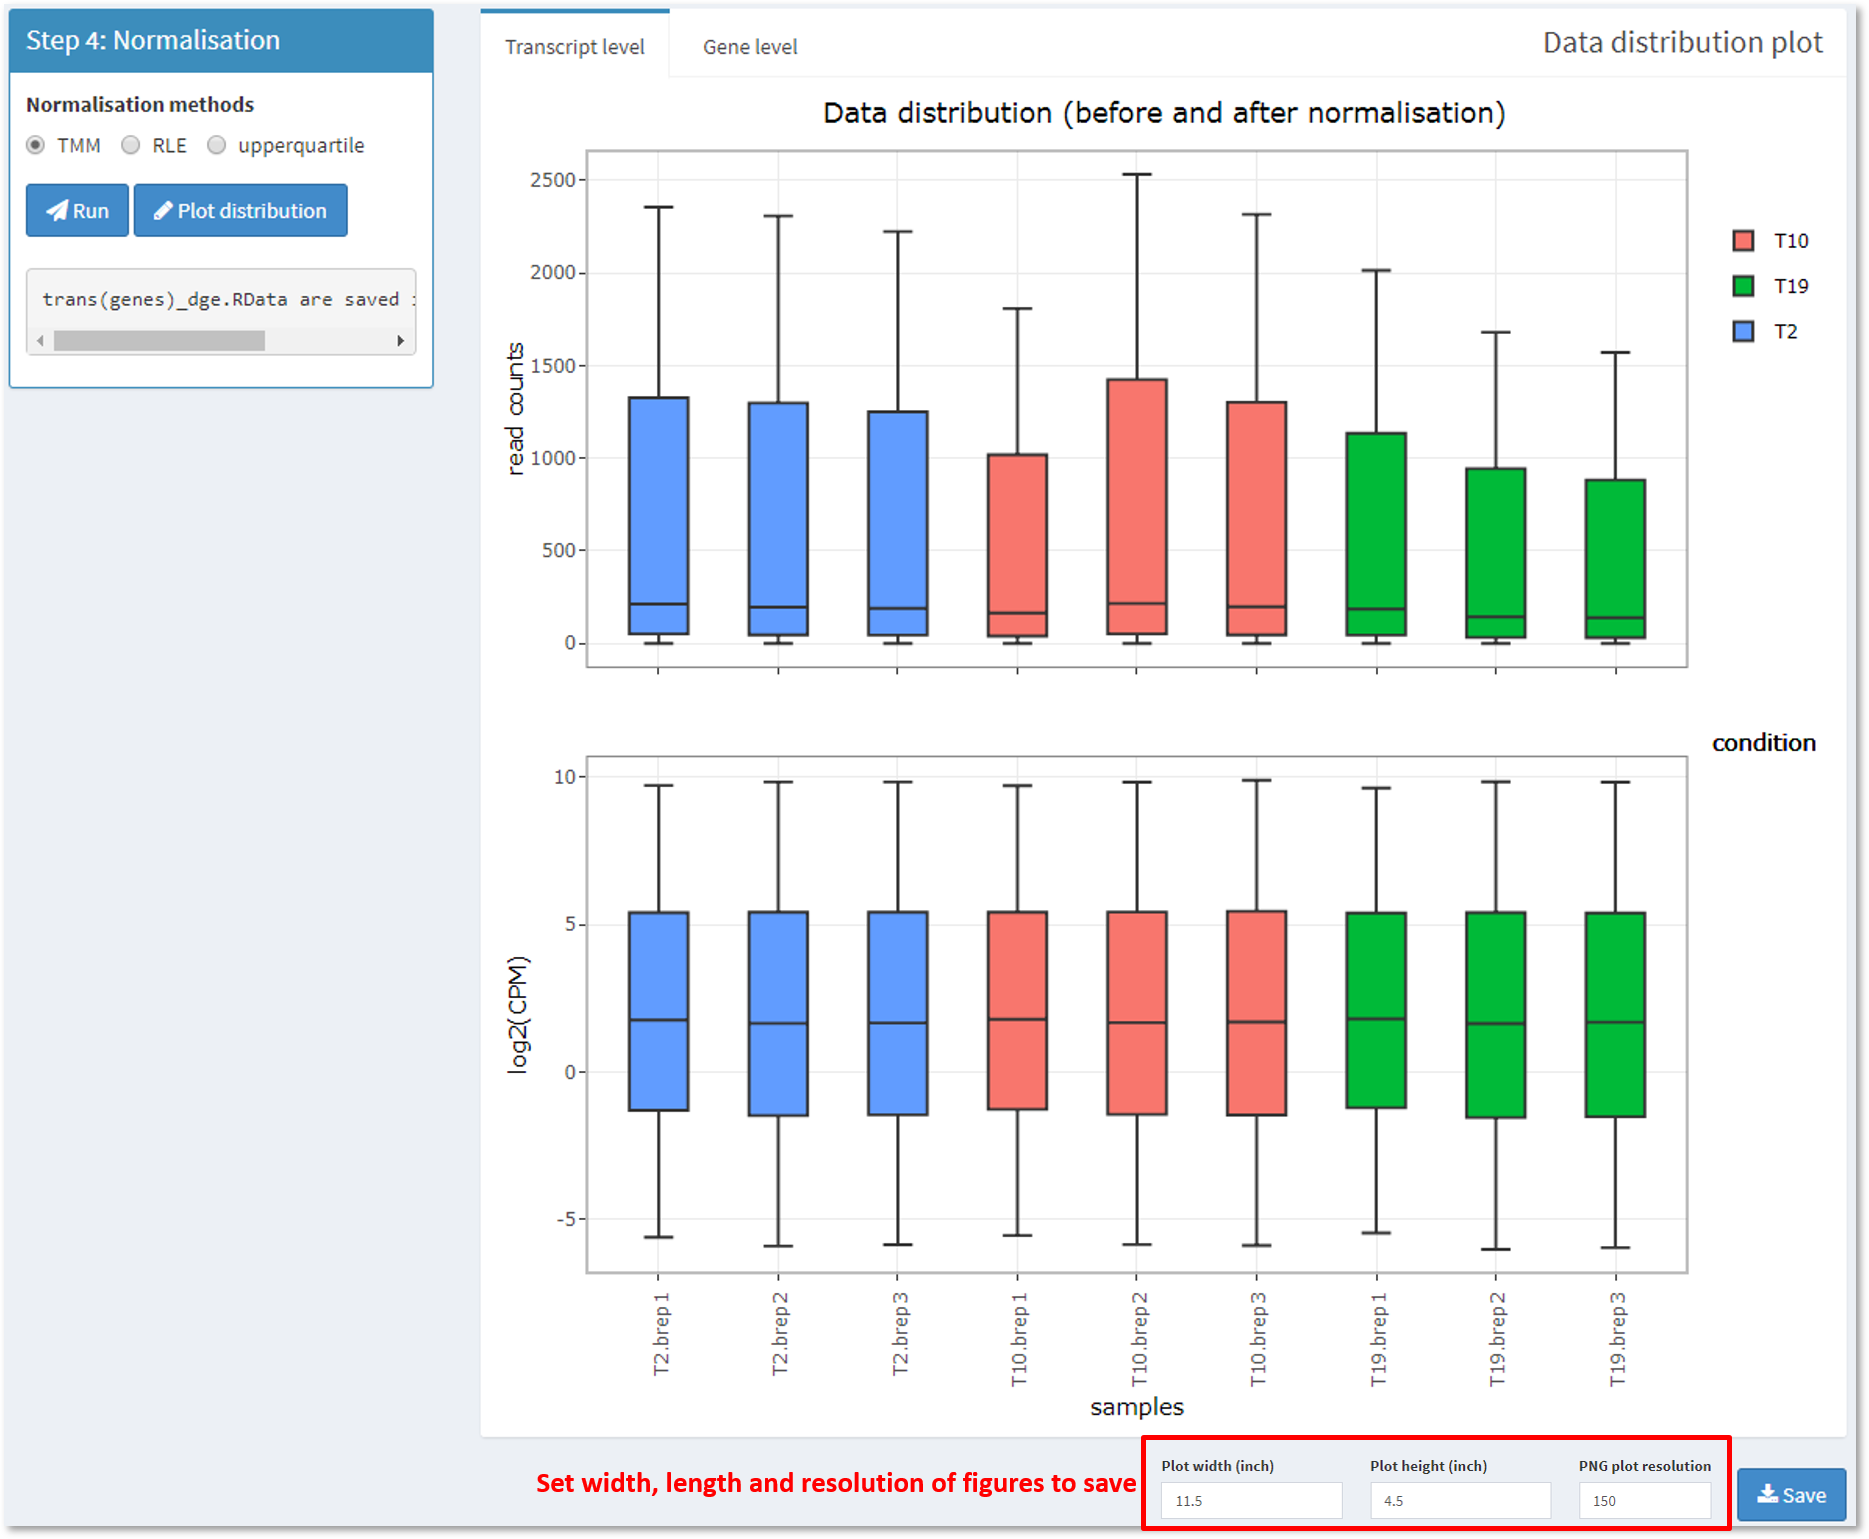 Step 4: Normalisation
Normalisation methods
TMM RLE upperquartile
Run Plot distribution
trans(genes)_dge.RData are saved
Transcript level Gene level Data distribution plot
Data distribution (before and after normalisation)
2500
2000
1500
1000
500
0
read counts
T10
T19
T2
condition
10
5
0
-5
log2(CPM)
T2.brep1
T2.brep2
T2.brep3
T10.brep1
T10.brep2
T10.brep3
T19.brep1
T19.brep2
T19.brep3
samples
Set width, length and resolution of figures to save
Plot width (inch) Plot height (inch) PNG plot resolution
11.5 4.5 150
Save